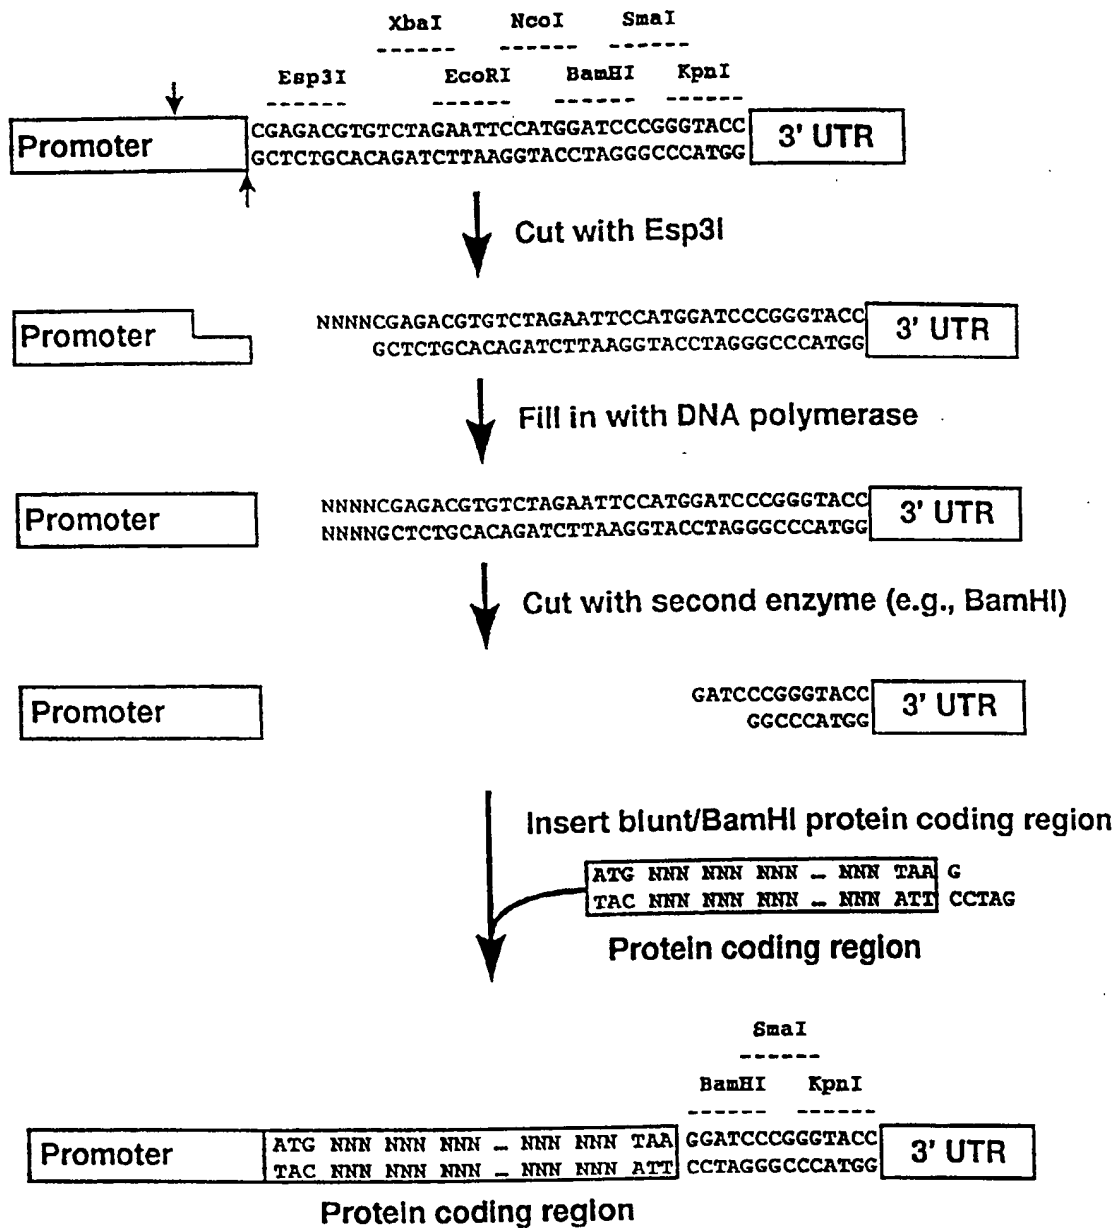 XbaI NcoI SmaI
------ ------ ------
Esp3I EcoRI BamHI KpnI
------ ------ ------ ------
Promoter CGAGACGTGTCTAGAATTCCATGGATCCCGGGTACC 3' UTR
GCTCTGCACAGATCTTAAGGTACCTAGGGCCCATGG
Cut with Esp3I
Promoter NNNNCGAGACGTGTCTAGAATTCCATGGATCCCGGGTACC 3' UTR
GCTCTGCACAGATCTTAAGGTACCTAGGGCCCATGG
Fill in with DNA polymerase
Promoter NNNNCGAGACGTGTCTAGAATTCCATGGATCCCGGGTACC 3' UTR
NNNNGCTCTGCACAGATCTTAAGGTACCTAGGGCCCATGG
Cut with second enzyme (e.g., BamHI)
Promoter GATCCCGGGTACC 3' UTR
GGCCCATGG
Insert blunt/BamHI protein coding region
ATG NNN NNN NNN … NNN TAA G
TAC NNN NNN NNN … NNN ATT CCTAG
Protein coding region
SmaI
------
BamHI KpnI
------ ------
Promoter ATG NNN NNN NNN … NNN NNN TAA GGATCCCGGGTACC 3' UTR
TAC NNN NNN NNN … NNN NNN ATT CCTAGGGCCCATGG
Protein coding region